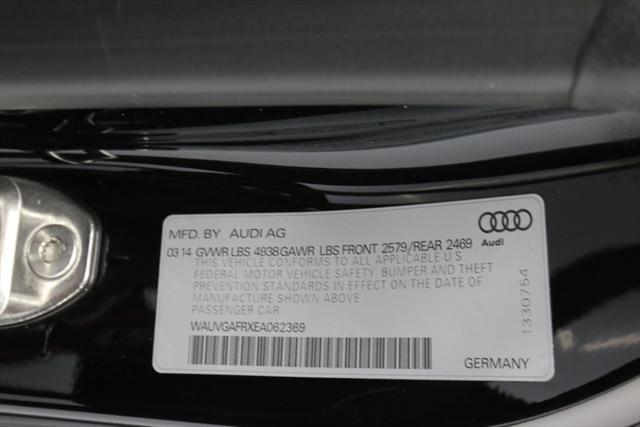 MFD. BY AUDI AG
03 14 GVWR LBS 4938 GAWR LBS FRONT 2579/REAR 2469
Audi
THIS VEHICLE CONFORMS TO ALL APPLICABLE U S
FEDERAL MOTOR VEHICLE SAFETY, BUMPER AND THEFT
PREVENTION STANDARDS IN EFFECT ON THE DATE OF
MANUFACTURE SHOWN ABOVE
PASSENGER CAR
WAUVGAFRXEA062369
1330754
GERMANY